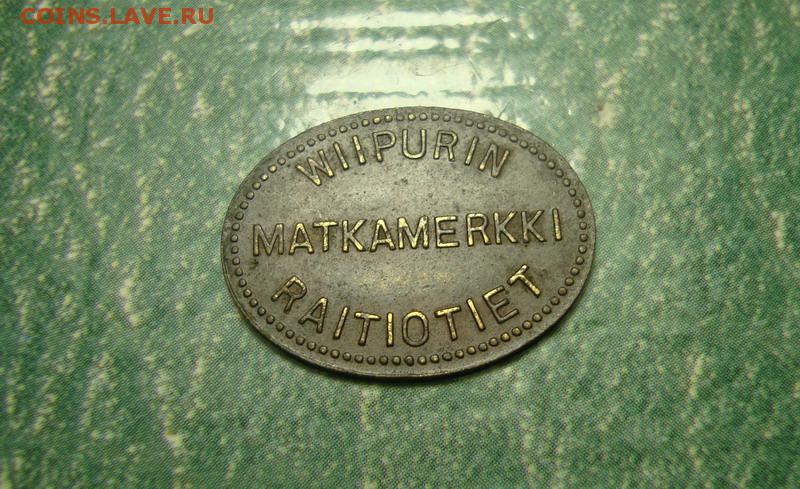 COINS.LAVE.RU
WIIPURIN
MATKAMERKKI
RAITIOTIET